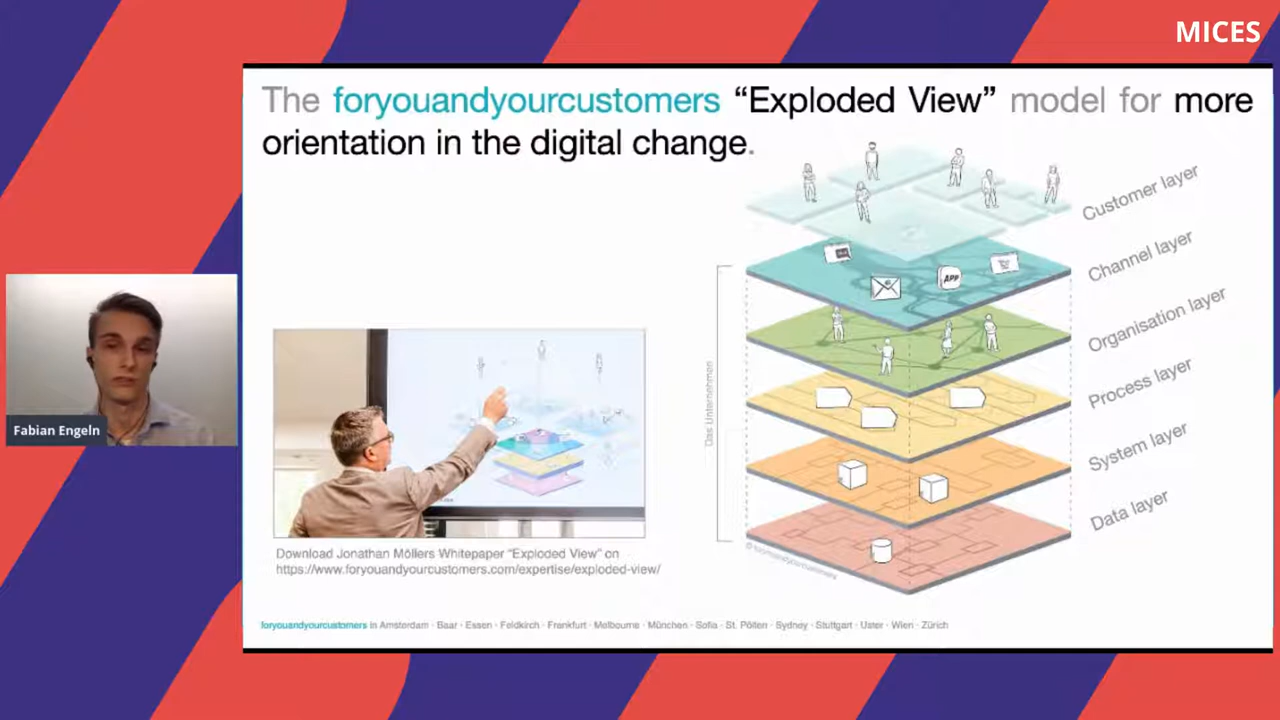 MICES
The foryouandyourcustomers “Exploded View” model for more
orientation in the digital change.
Customer layer
Channel layer
APP
Organisation layer
Process layer
System layer
Data layer
Das Unternehmen
© foryouandyourcustomers
Fabian Engeln
Download Jonathan Möllers Whitepaper “Exploded View” on
https://www.foryouandyourcustomers.com/expertise/exploded-view/
foryouandyourcustomers in Amsterdam · Baar · Essen · Feldkirch · Frankfurt · Melbourne · München · Sofia · St. Pölten · Sydney · Stuttgart · Uster · Wien · Zürich